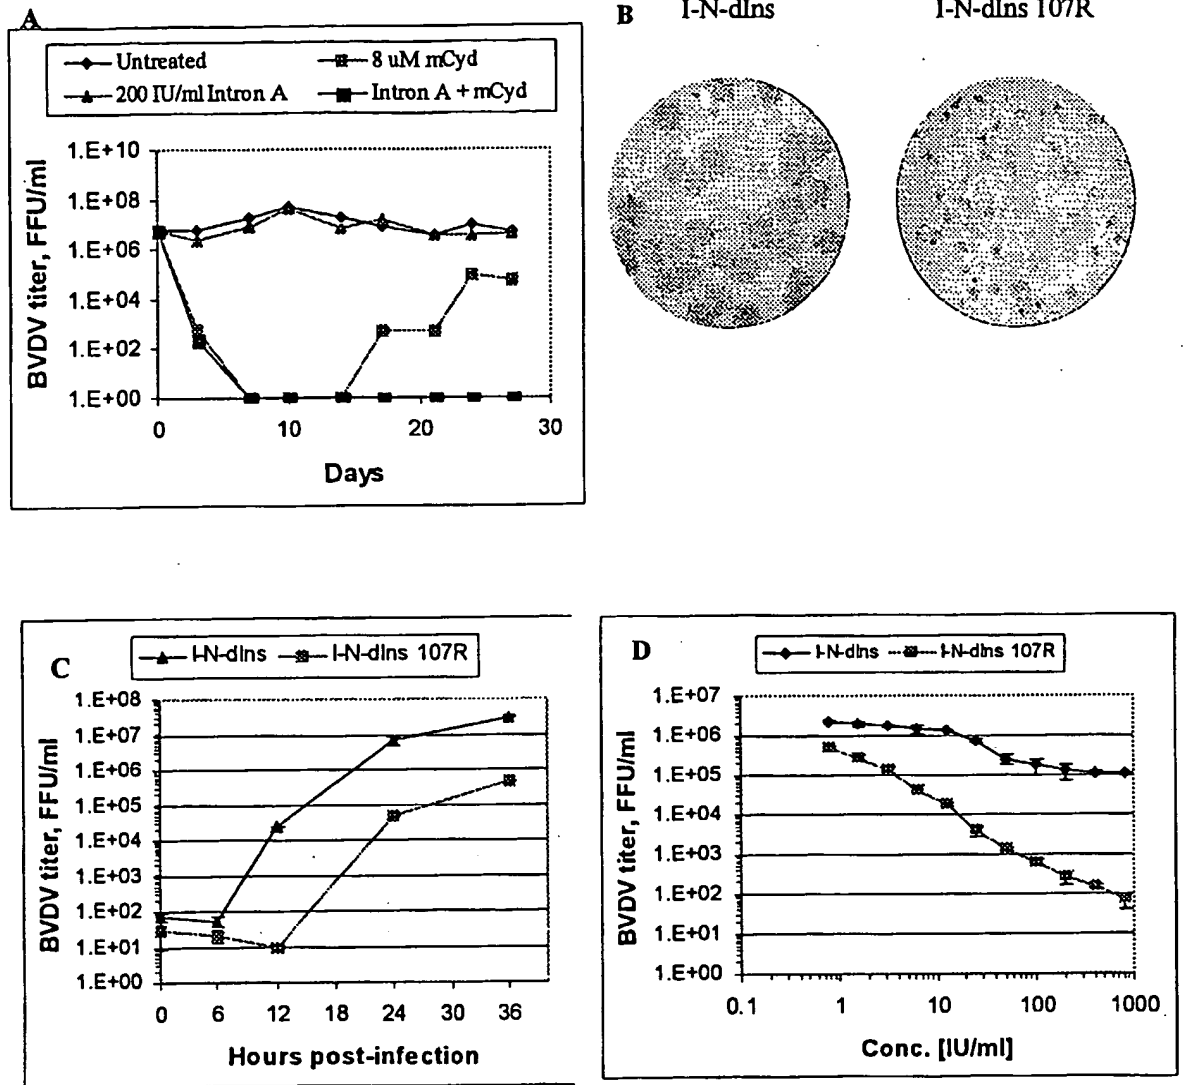 A
Untreated 8 uM mCyd
200 IU/ml Intron A Intron A + mCyd
BVDV titer, FFU/ml
1.E+10
1.E+08
1.E+06
1.E+04
1.E+02
1.E+00
0 10 20 30
Days
B I-N-dIns I-N-dIns 107R
C
I-N-dIns I-N-dIns 107R
BVDV titer, FFU/ml
1.E+08
1.E+07
1.E+06
1.E+05
1.E+04
1.E+03
1.E+02
1.E+01
1.E+00
0 6 12 18 24 30 36
Hours post-infection
D
I-N-dIns I-N-dIns 107R
BVDV titer, FFU/ml
1.E+07
1.E+06
1.E+05
1.E+04
1.E+03
1.E+02
1.E+01
1.E+00
0.1 1 10 100 1000
Conc. [IU/ml]